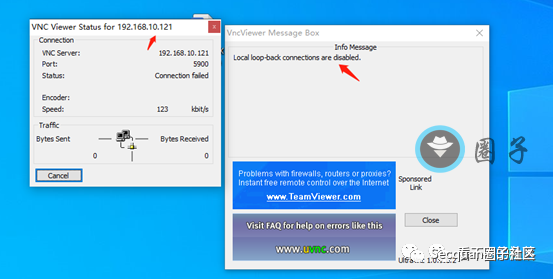 VNC Viewer Status for 192.168.10.121
Connection
VNC Server: 192.168.10.121
Port: 5900
Status: Connection failed
Encoder:
Speed: 123 kbit/s
Traffic
Bytes Sent Bytes Received
0 0
Cancel
VncViewer Message Box
Info Message
Local loop-back connections are disabled.
圈子
Problems with firewalls, routers or proxies?
Instant free remote control over the Internet
www.TeamViewer.com
Sponsored
Link
Visit FAQ for help on errors like this
www.uvnc.com
Close